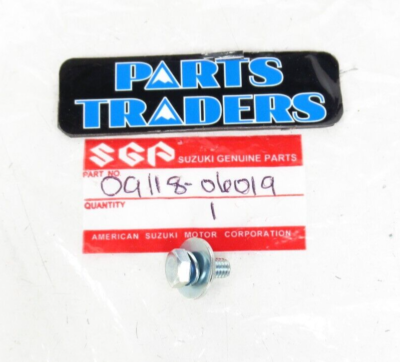 PARTS
TRADERS
SGP SUZUKI GENUINE PARTS
PART NO
09118-06019
QUANTITY
1
AMERICAN SUZUKI MOTOR CORPORATION